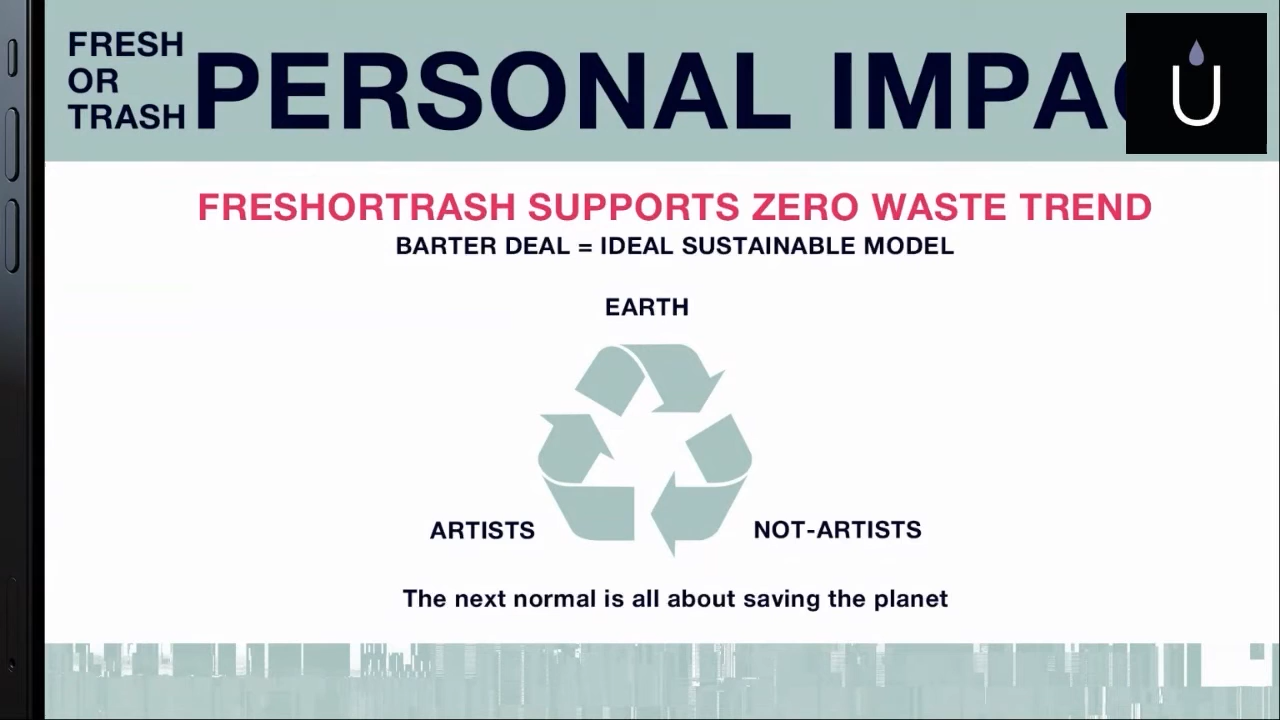 FRESH
OR
TRASH
PERSONAL IMPA
U
FRESHORTRASH SUPPORTS ZERO WASTE TREND
BARTER DEAL = IDEAL SUSTAINABLE MODEL
EARTH
ARTISTS
NOT-ARTISTS
The next normal is all about saving the planet